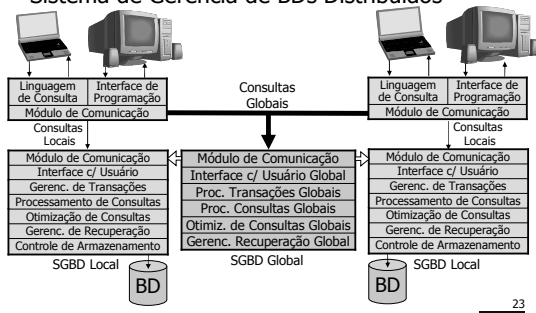 Sistema de Gerência de BDs Distribuídos
Linguagem de Consulta
Interface de Programação
Módulo de Comunicação
Consultas Globais
Linguagem de Consulta
Interface de Programação
Módulo de Comunicação
Consultas Locais
Consultas Locais
Módulo de Comunicação
Interface c/ Usuário
Gerenc. de Transações
Processamento de Consultas
Otimização de Consultas
Gerenc. de Recuperação
Controle de Armazenamento
SGBD Local
BD
Módulo de Comunicação
Interface c/ Usuário Global
Proc. Transações Globais
Proc. Consultas Globais
Otimiz. de Consultas Globais
Gerenc. Recuperação Global
SGBD Global
Módulo de Comunicação
Interface c/ Usuário
Gerenc. de Transações
Processamento de Consultas
Otimização de Consultas
Gerenc. de Recuperação
Controle de Armazenamento
SGBD Local
BD
23